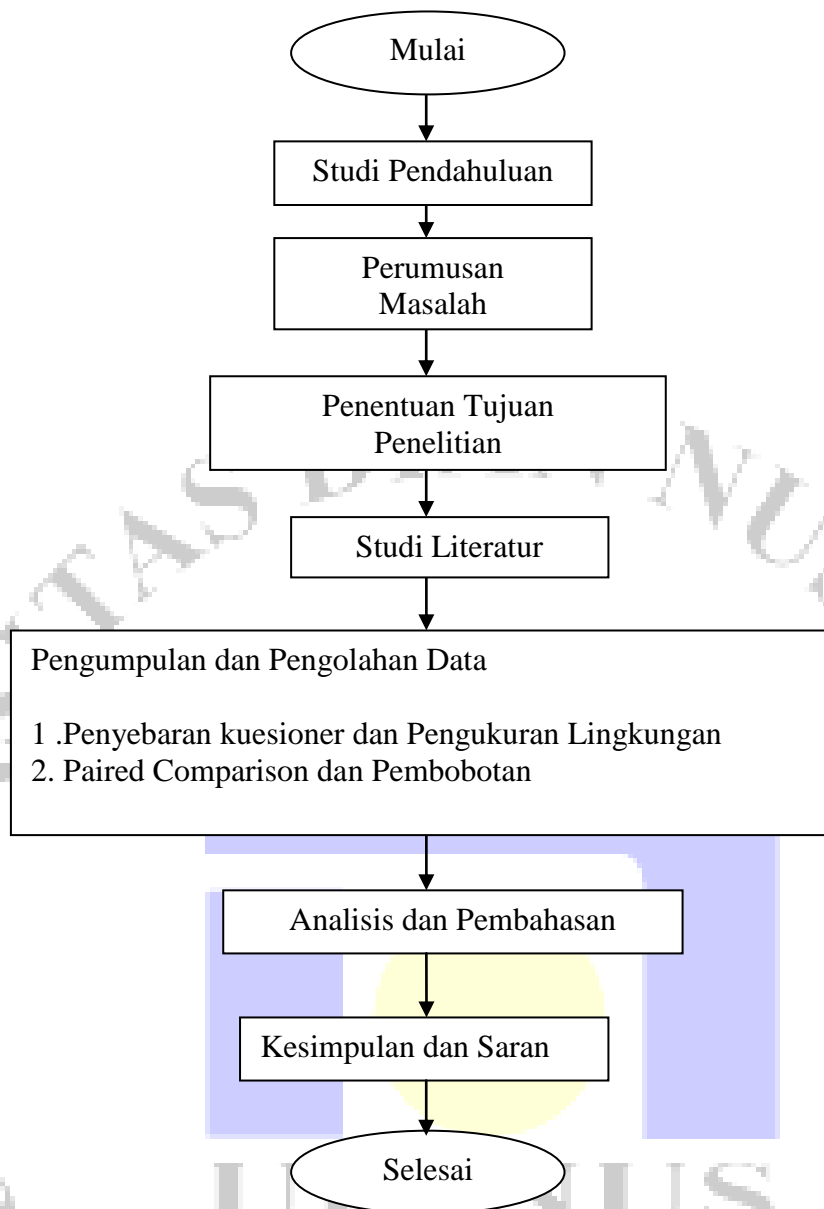 Mulai
Studi Pendahuluan
Perumusan
Masalah
Penentuan Tujuan
Penelitian
Studi Literatur
Pengumpulan dan Pengolahan Data
1 .Penyebaran kuesioner dan Pengukuran Lingkungan
2. Paired Comparison dan Pembobotan
Analisis dan Pembahasan
Kesimpulan dan Saran
Selesai